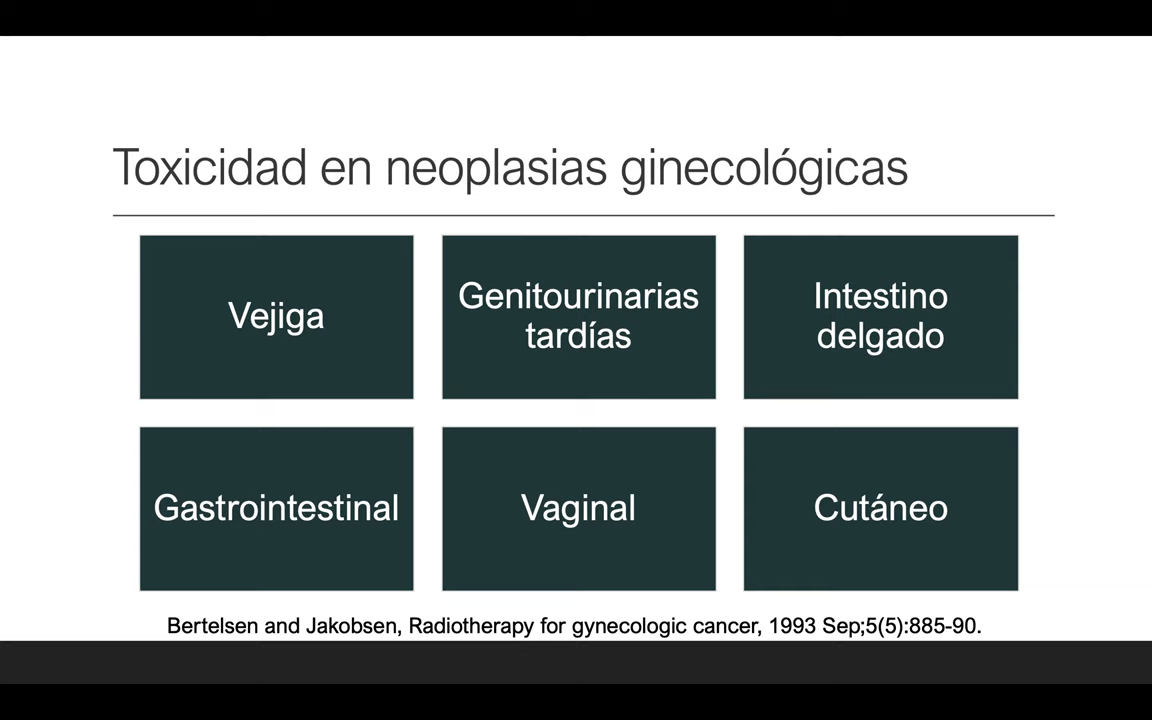 Toxicidad en neoplasias ginecológicas
Vejiga
Genitourinarias
tardías
Intestino
delgado
Gastrointestinal
Vaginal
Cutáneo
Bertelsen and Jakobsen, Radiotherapy for gynecologic cancer, 1993 Sep;5(5):885-90.